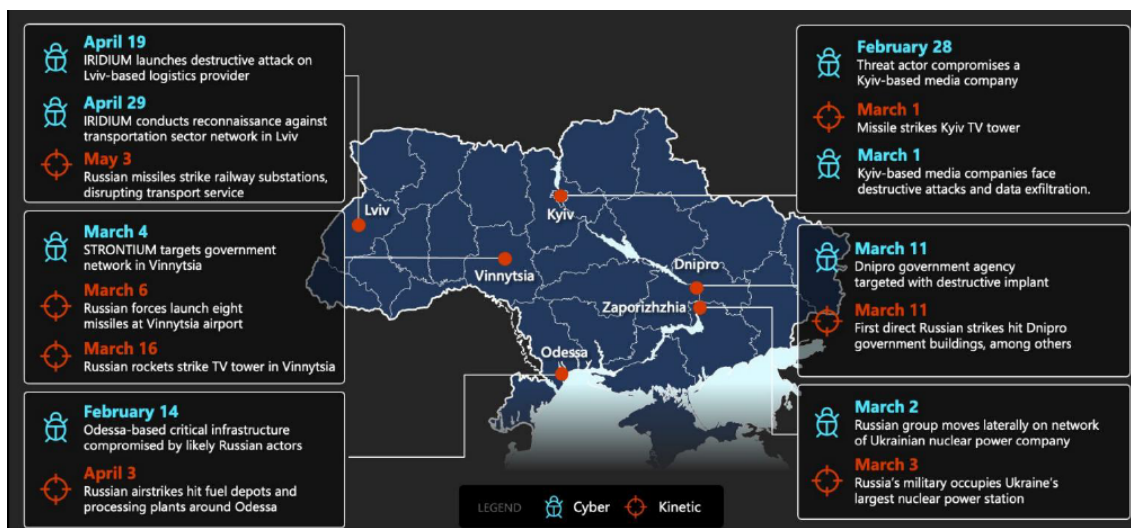 April 19
IRIDIUM launches destructive attack on
Lviv-based logistics provider
April 29
IRIDIUM conducts reconnaissance against
transportation sector network in Lviv
May 3
Russian missiles strike railway substations,
disrupting transport service
March 4
STRONTIUM targets government
network in Vinnytsia
March 6
Russian forces launch eight
missiles at Vinnytsia airport
March 16
Russian rockets strike TV tower in Vinnytsia
February 14
Odessa-based critical infrastructure
compromised by likely Russian actors
April 3
Russian airstrikes hit fuel depots and
processing plants around Odessa
Lviv
Kyiv
Vinnytsia
Dnipro
Zaporizhzhia
Odessa
February 28
Threat actor compromises a
Kyiv-based media company
March 1
Missile strikes Kyiv TV tower
March 1
Kyiv-based media companies face
destructive attacks and data exfiltration.
March 11
Dnipro government agency
targeted with destructive implant
March 11
First direct Russian strikes hit Dnipro
government buildings, among others
March 2
Russian group moves laterally on network
of Ukrainian nuclear power company
March 3
Russia's military occupies Ukraine's
largest nuclear power station
LEGEND Cyber Kinetic